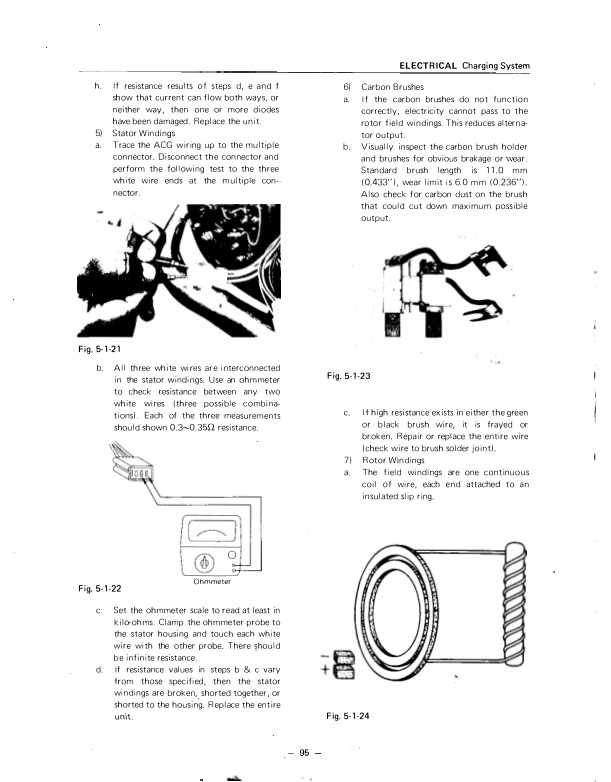 ELECTRICAL Charging System
h. If resistance results of steps d, e and f
show that current can flow both ways, or
neither way, then one or more diodes
have been damaged. Replace the unit.
5) Stator Windings
a. Trace the ACG wiring up to the multiple
connector. Disconnect the connector and
perform the following test to the three
white wire ends at the multiple con-
nector.
Fig. 5-1-21
b. All three white wires are interconnected
in the stator windings. Use an ohmmeter
to check resistance between any two
white wires (three possible combina-
tions). Each of the three measurements
should shown 0.3~0.35Ω resistance.
Ohmmeter
Fig. 5-1-22
c. Set the ohmmeter scale to read at least in
kilo-ohms. Clamp the ohmmeter probe to
the stator housing and touch each white
wire with the other probe. There should
be infinite resistance.
d. If resistance values in steps b & c vary
from those specified, then the stator
windings are broken, shorted together, or
shorted to the housing. Replace the entire
unit.
6) Carbon Brushes
a. If the carbon brushes do not function
correctly, electricity cannot pass to the
rotor field windings. This reduces alterna-
tor output.
b. Visually inspect the carbon brush holder
and brushes for obvious brakage or wear.
Standard brush length is 11.0 mm
(0.433''), wear limit is 6.0 mm (0.236'').
Also check for carbon dust on the brush
that could cut down maximum possible
output.
Fig. 5-1-23
c. If high resistance exists in either the green
or black brush wire, it is frayed or
broken. Repair or replace the entire wire
(check wire to brush solder joint).
7) Rotor Windings
a. The field windings are one continuous
coil of wire, each end attached to an
insulated slip ring.
−
+
Fig. 5-1-24
— 95 —